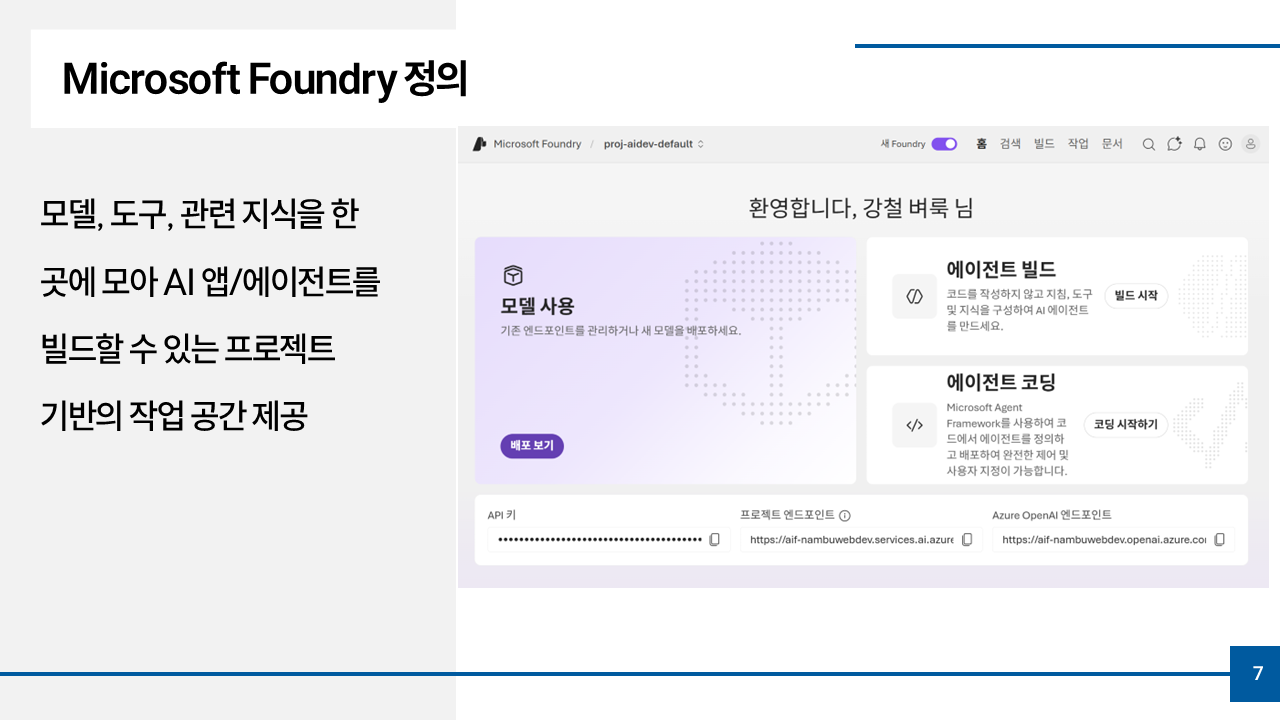 Microsoft Foundry 정의
모델, 도구, 관련 지식을 한
곳에 모아 AI 앱/에이전트를
빌드할 수 있는 프로젝트
기반의 작업 공간 제공
Microsoft Foundry / proj-aidev-default
새 Foundry 홈 검색 빌드 작업 문서
환영합니다, 강철 벼룩 님
모델 사용
기존 엔드포인트를 관리하거나 새 모델을 배포하세요.
배포 보기
에이전트 빌드
코드를 작성하지 않고 지침, 도구
및 지식을 구성하여 AI 에이전트
를 만드세요.
빌드 시작
에이전트 코딩
Microsoft Agent
Framework를 사용하여 코
드에서 에이전트를 정의하
고 배포하여 완전한 제어 및
사용자 지정이 가능합니다.
코딩 시작하기
API 키
••••••••••••••••••••••••••••••••••••••••
프로젝트 엔드포인트
https://aif-nambuwebdev.services.ai.azure
Azure OpenAI 엔드포인트
https://aif-nambuwebdev.openai.azure.co
7